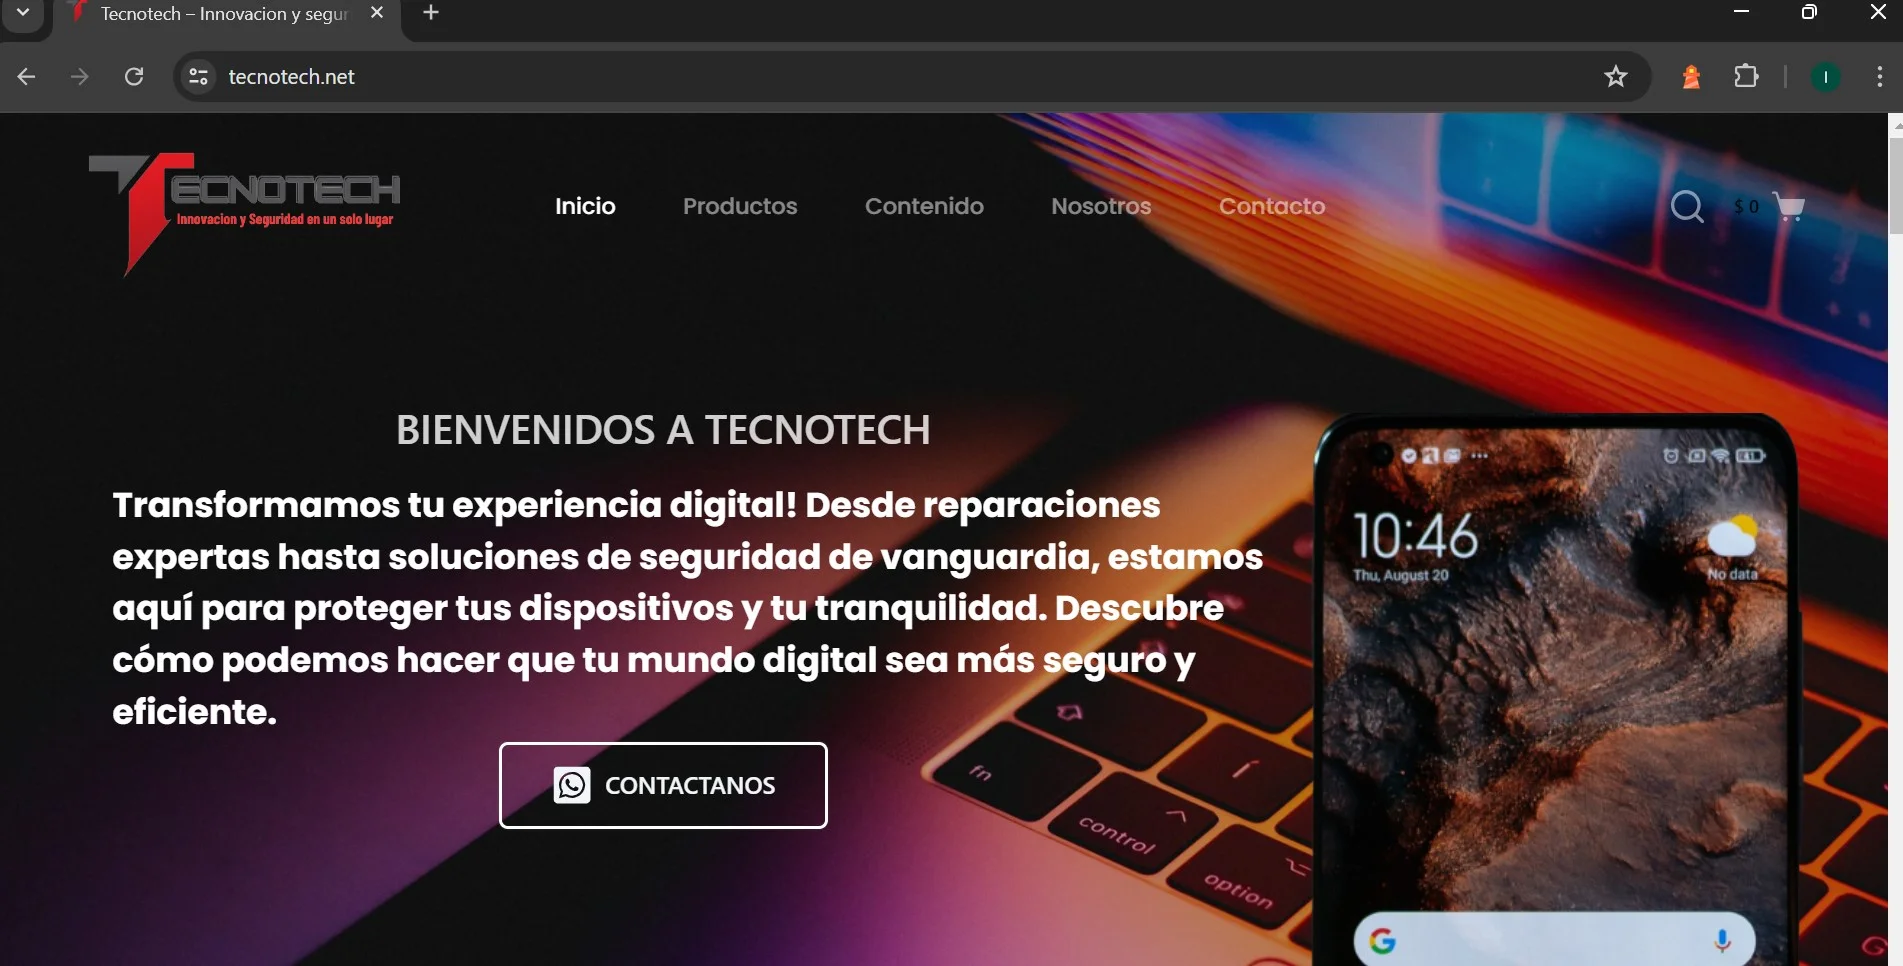 Tecnotech – Innovacion y segur
tecnotech.net
I
TECNOTECH
Innovacion y Seguridad en un solo lugar
Inicio
Productos
Contenido
Nosotros
Contacto
$ 0
BIENVENIDOS A TECNOTECH
Transformamos tu experiencia digital! Desde reparaciones
expertas hasta soluciones de seguridad de vanguardia, estamos
aquí para proteger tus dispositivos y tu tranquilidad. Descubre
cómo podemos hacer que tu mundo digital sea más seguro y
eficiente.
CONTACTANOS
10:46
Thu, August 20
No data
fn
control
option
G